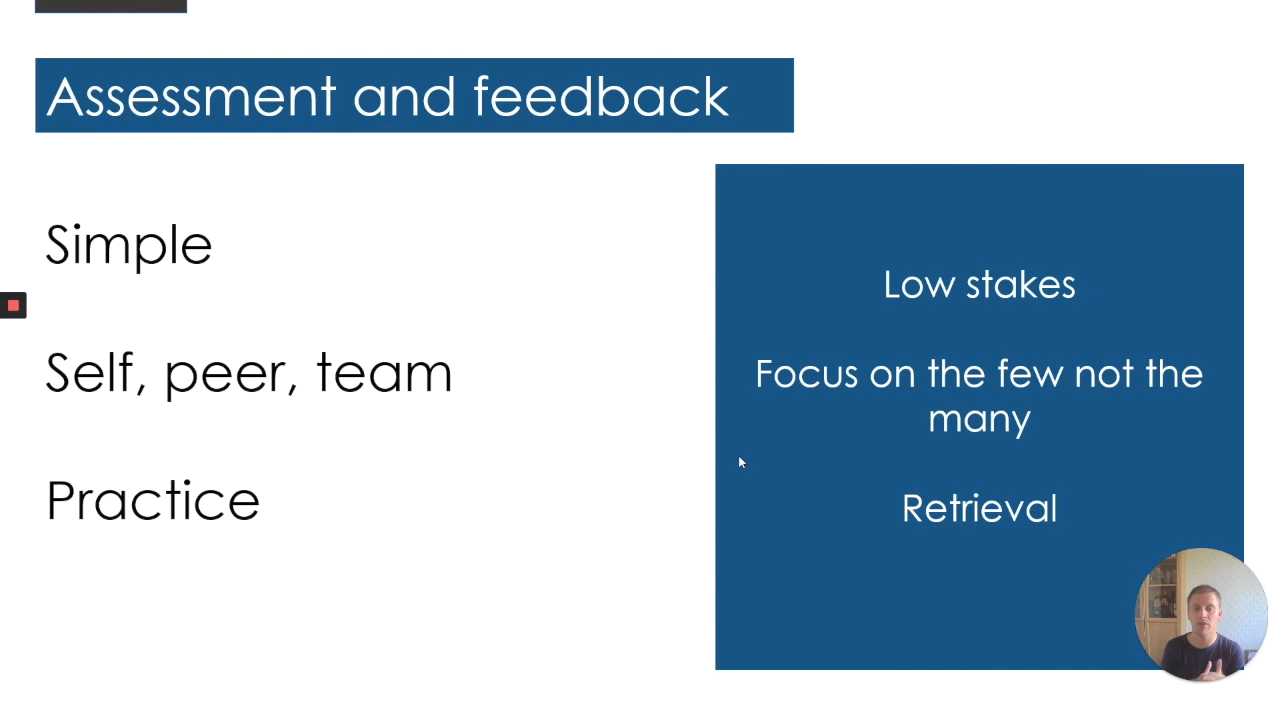 Assessment and feedback
Simple
Self, peer, team
Practice
Low stakes
Focus on the few not the
many
Retrieval